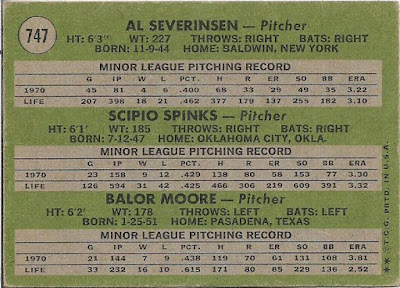 747
AL SEVERINSEN — Pitcher
HT: 6'3" WT: 227 THROWS: RIGHT BATS: RIGHT
BORN: 11-9-44 HOME: BALDWIN, NEW YORK
MINOR LEAGUE PITCHING RECORD
G IP W L PCT. H R ER SO BB ERA
1970 45 81 4 6 .400 68 33 29 49 35 3.22
LIFE 207 398 18 21 .462 377 179 137 255 182 3.10
SCIPIO SPINKS — Pitcher
HT: 6'1" WT: 185 THROWS: RIGHT BATS: RIGHT
BORN: 7-12-47 HOME: OKLAHOMA CITY, OKLA.
MINOR LEAGUE PITCHING RECORD
G IP W L PCT. H R ER SO BB ERA
1970 23 158 9 12 .429 138 80 58 153 77 3.30
LIFE 126 594 31 42 .425 466 306 219 639 391 3.32
BALOR MOORE — Pitcher
HT: 6'2" WT: 178 THROWS: LEFT BATS: LEFT
BORN: 1-25-51 HOME: PASADENA, TEXAS
MINOR LEAGUE PITCHING RECORD
G IP W L PCT. H R ER SO BB ERA
1970 21 144 7 9 .438 119 70 61 131 108 3.81
LIFE 33 232 16 10 .615 171 80 65 229 136 2.52
** © T.C.G. PRTD. IN U.S.A.